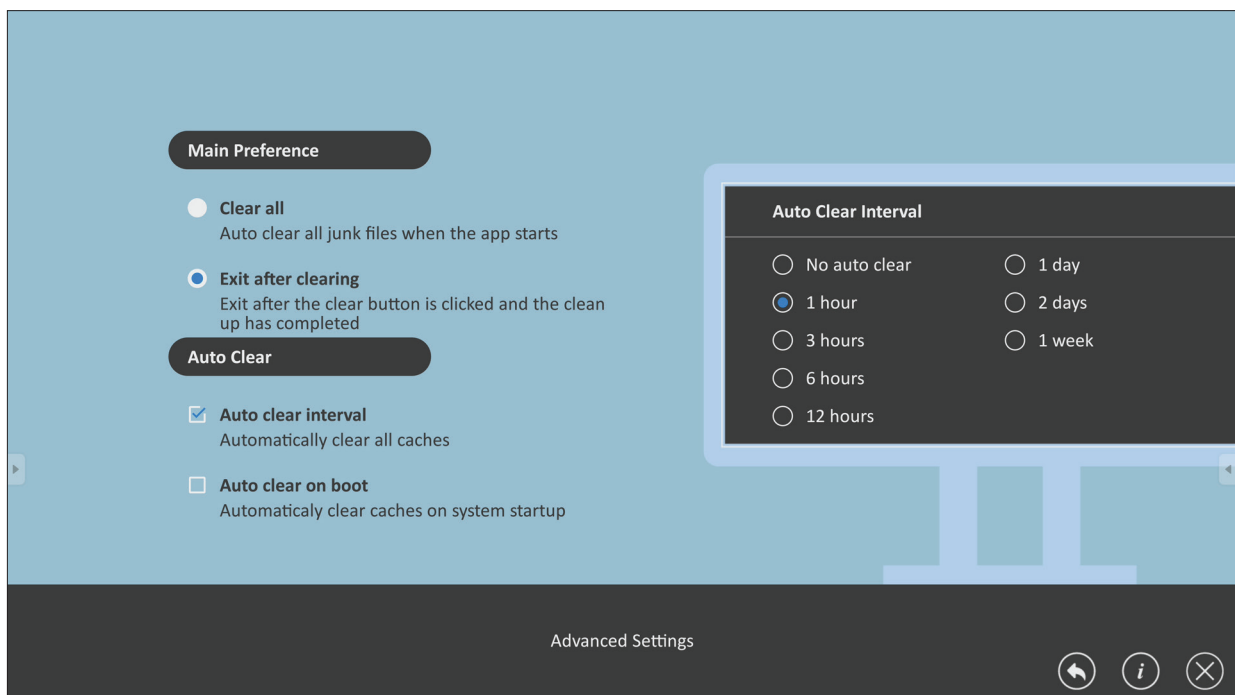 Main Preference
Clear all
Auto clear all junk files when the app starts
Exit after clearing
Exit after the clear button is clicked and the clean
up has completed
Auto Clear
Auto clear interval
Automatically clear all caches
Auto clear on boot
Automaticaly clear caches on system startup
Auto Clear Interval
No auto clear
1 hour
3 hours
6 hours
12 hours
1 day
2 days
1 week
Advanced Settings
i